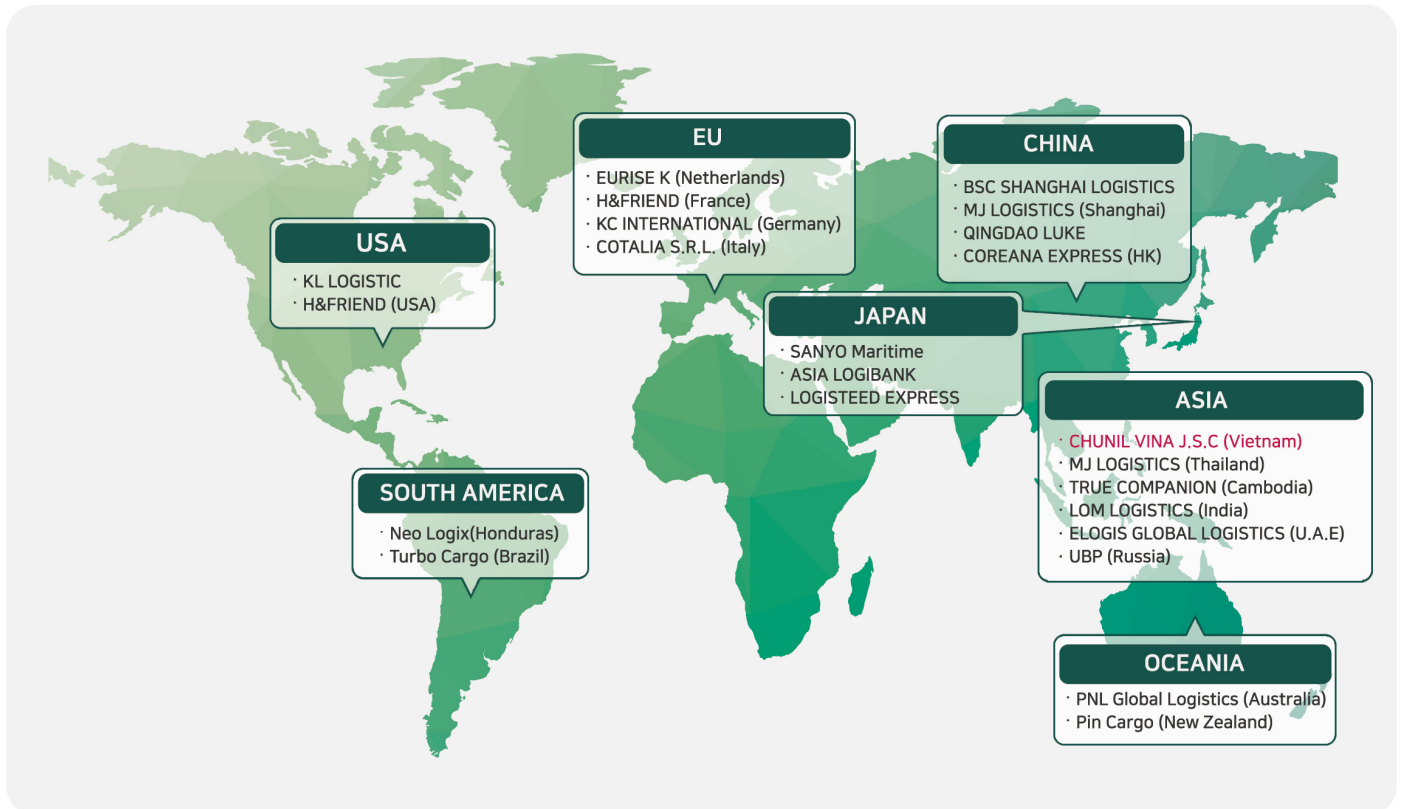 EU
· EURISE K (Netherlands)
· H&FRIEND (France)
· KC INTERNATIONAL (Germany)
· COTALIA S.R.L. (Italy)
CHINA
· BSC SHANGHAI LOGISTICS
· MJ LOGISTICS (Shanghai)
· QINGDAO LUKE
· COREANA EXPRESS (HK)
USA
· KL LOGISTIC
· H&FRIEND (USA)
JAPAN
· SANYO Maritime
· ASIA LOGIBANK
· LOGISTEED EXPRESS
ASIA
· CHUNIL VINA J.S.C (Vietnam)
· MJ LOGISTICS (Thailand)
· TRUE COMPANION (Cambodia)
· LOM LOGISTICS (India)
· ELOGIS GLOBAL LOGISTICS (U.A.E)
· UBP (Russia)
SOUTH AMERICA
· Neo Logix(Honduras)
· Turbo Cargo (Brazil)
OCEANIA
· PNL Global Logistics (Australia)
· Pin Cargo (New Zealand)